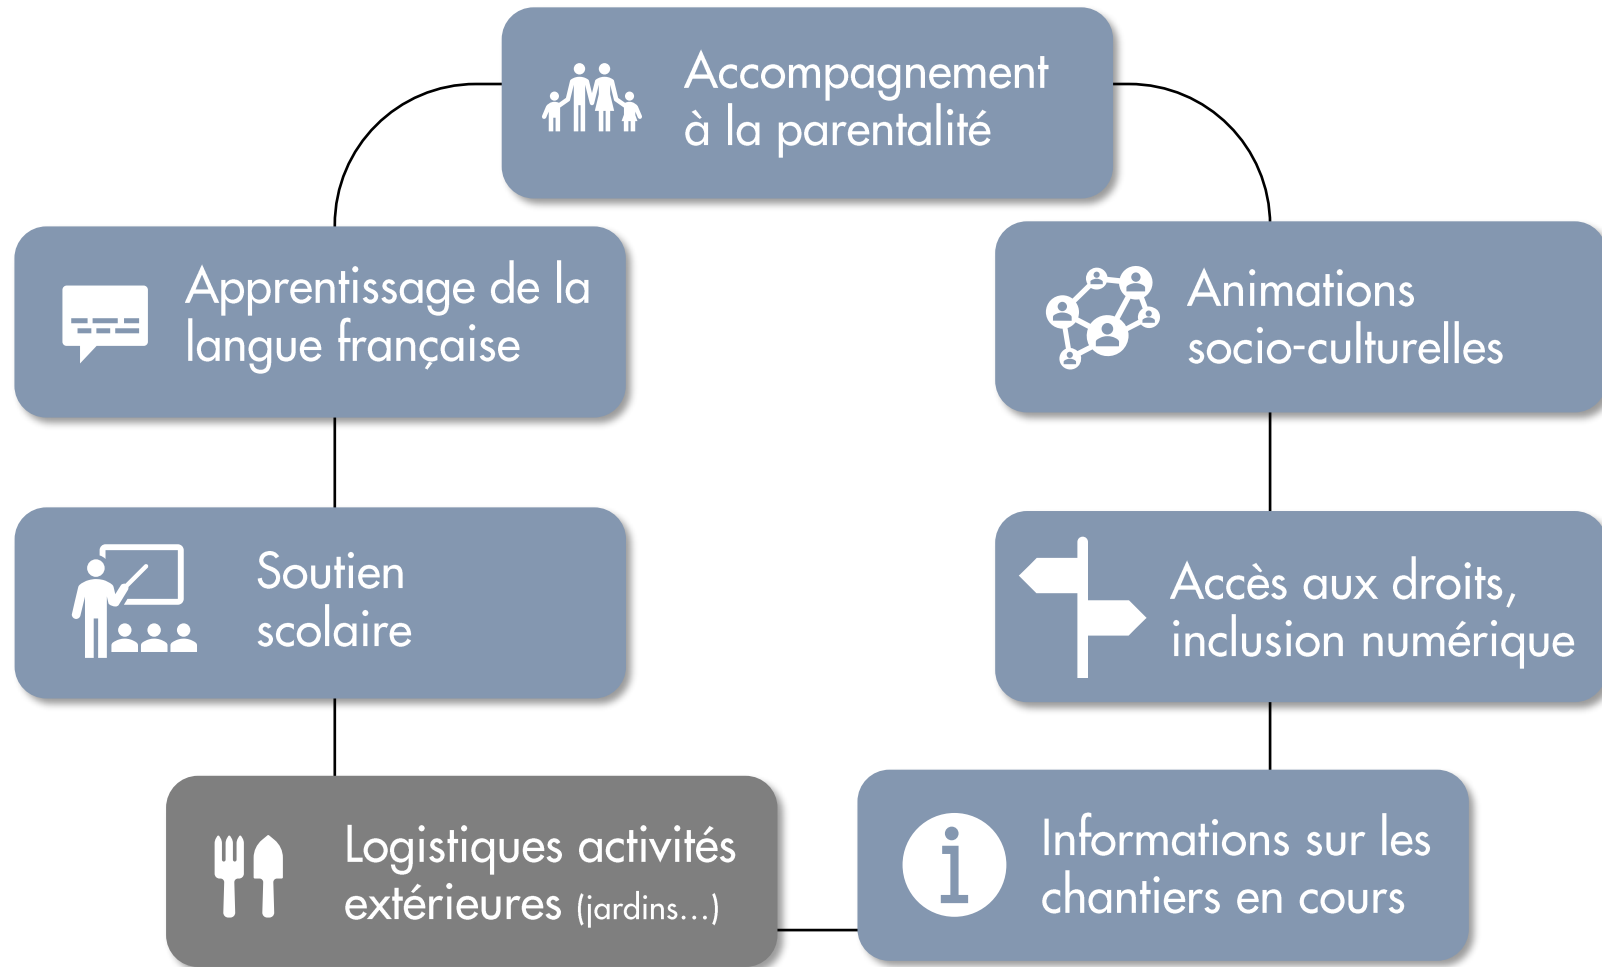 Accompagnement
à la parentalité
Apprentissage de la
langue française
Animations
socio-culturelles
Soutien
scolaire
Accès aux droits,
inclusion numérique
Logistiques activités
extérieures (jardins...)
Informations sur les
chantiers en cours